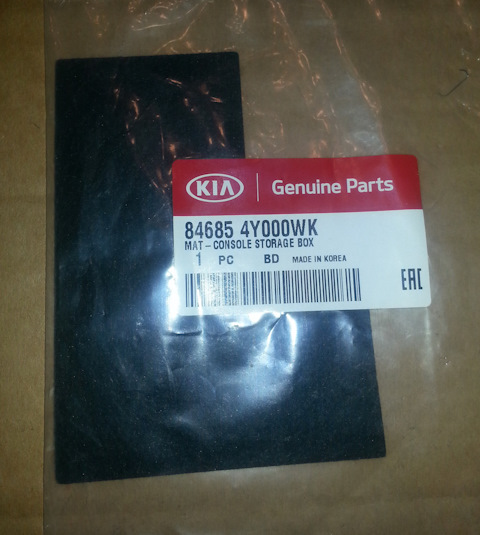 KIA Genuine Parts
84685 4Y000WK
MAT-CONSOLE STORAGE BOX
1 PC BD MADE IN KOREA
EAC